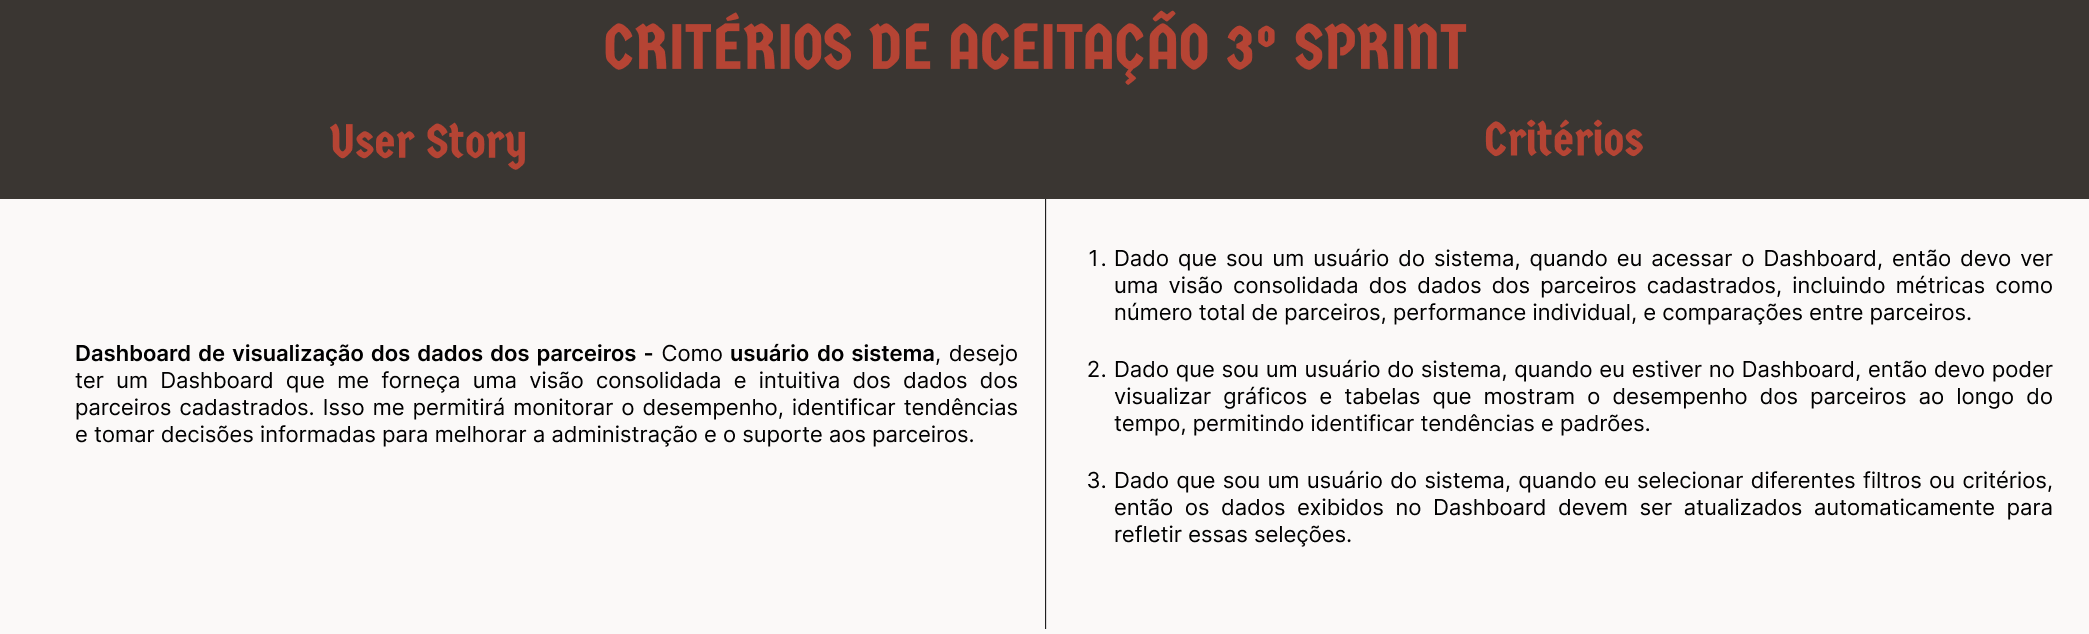 CRITÉRIOS DE ACEITAÇÃO 3º SPRINT
User Story
Critérios
Dashboard de visualização dos dados dos parceiros - Como usuário do sistema, desejo
ter um Dashboard que me forneça uma visão consolidada e intuitiva dos dados dos
parceiros cadastrados. Isso me permitirá monitorar o desempenho, identificar tendências
e tomar decisões informadas para melhorar a administração e o suporte aos parceiros.
1. Dado que sou um usuário do sistema, quando eu acessar o Dashboard, então devo ver
uma visão consolidada dos dados dos parceiros cadastrados, incluindo métricas como
número total de parceiros, performance individual, e comparações entre parceiros.
2. Dado que sou um usuário do sistema, quando eu estiver no Dashboard, então devo poder
visualizar gráficos e tabelas que mostram o desempenho dos parceiros ao longo do
tempo, permitindo identificar tendências e padrões.
3. Dado que sou um usuário do sistema, quando eu selecionar diferentes filtros ou critérios,
então os dados exibidos no Dashboard devem ser atualizados automaticamente para
refletir essas seleções.